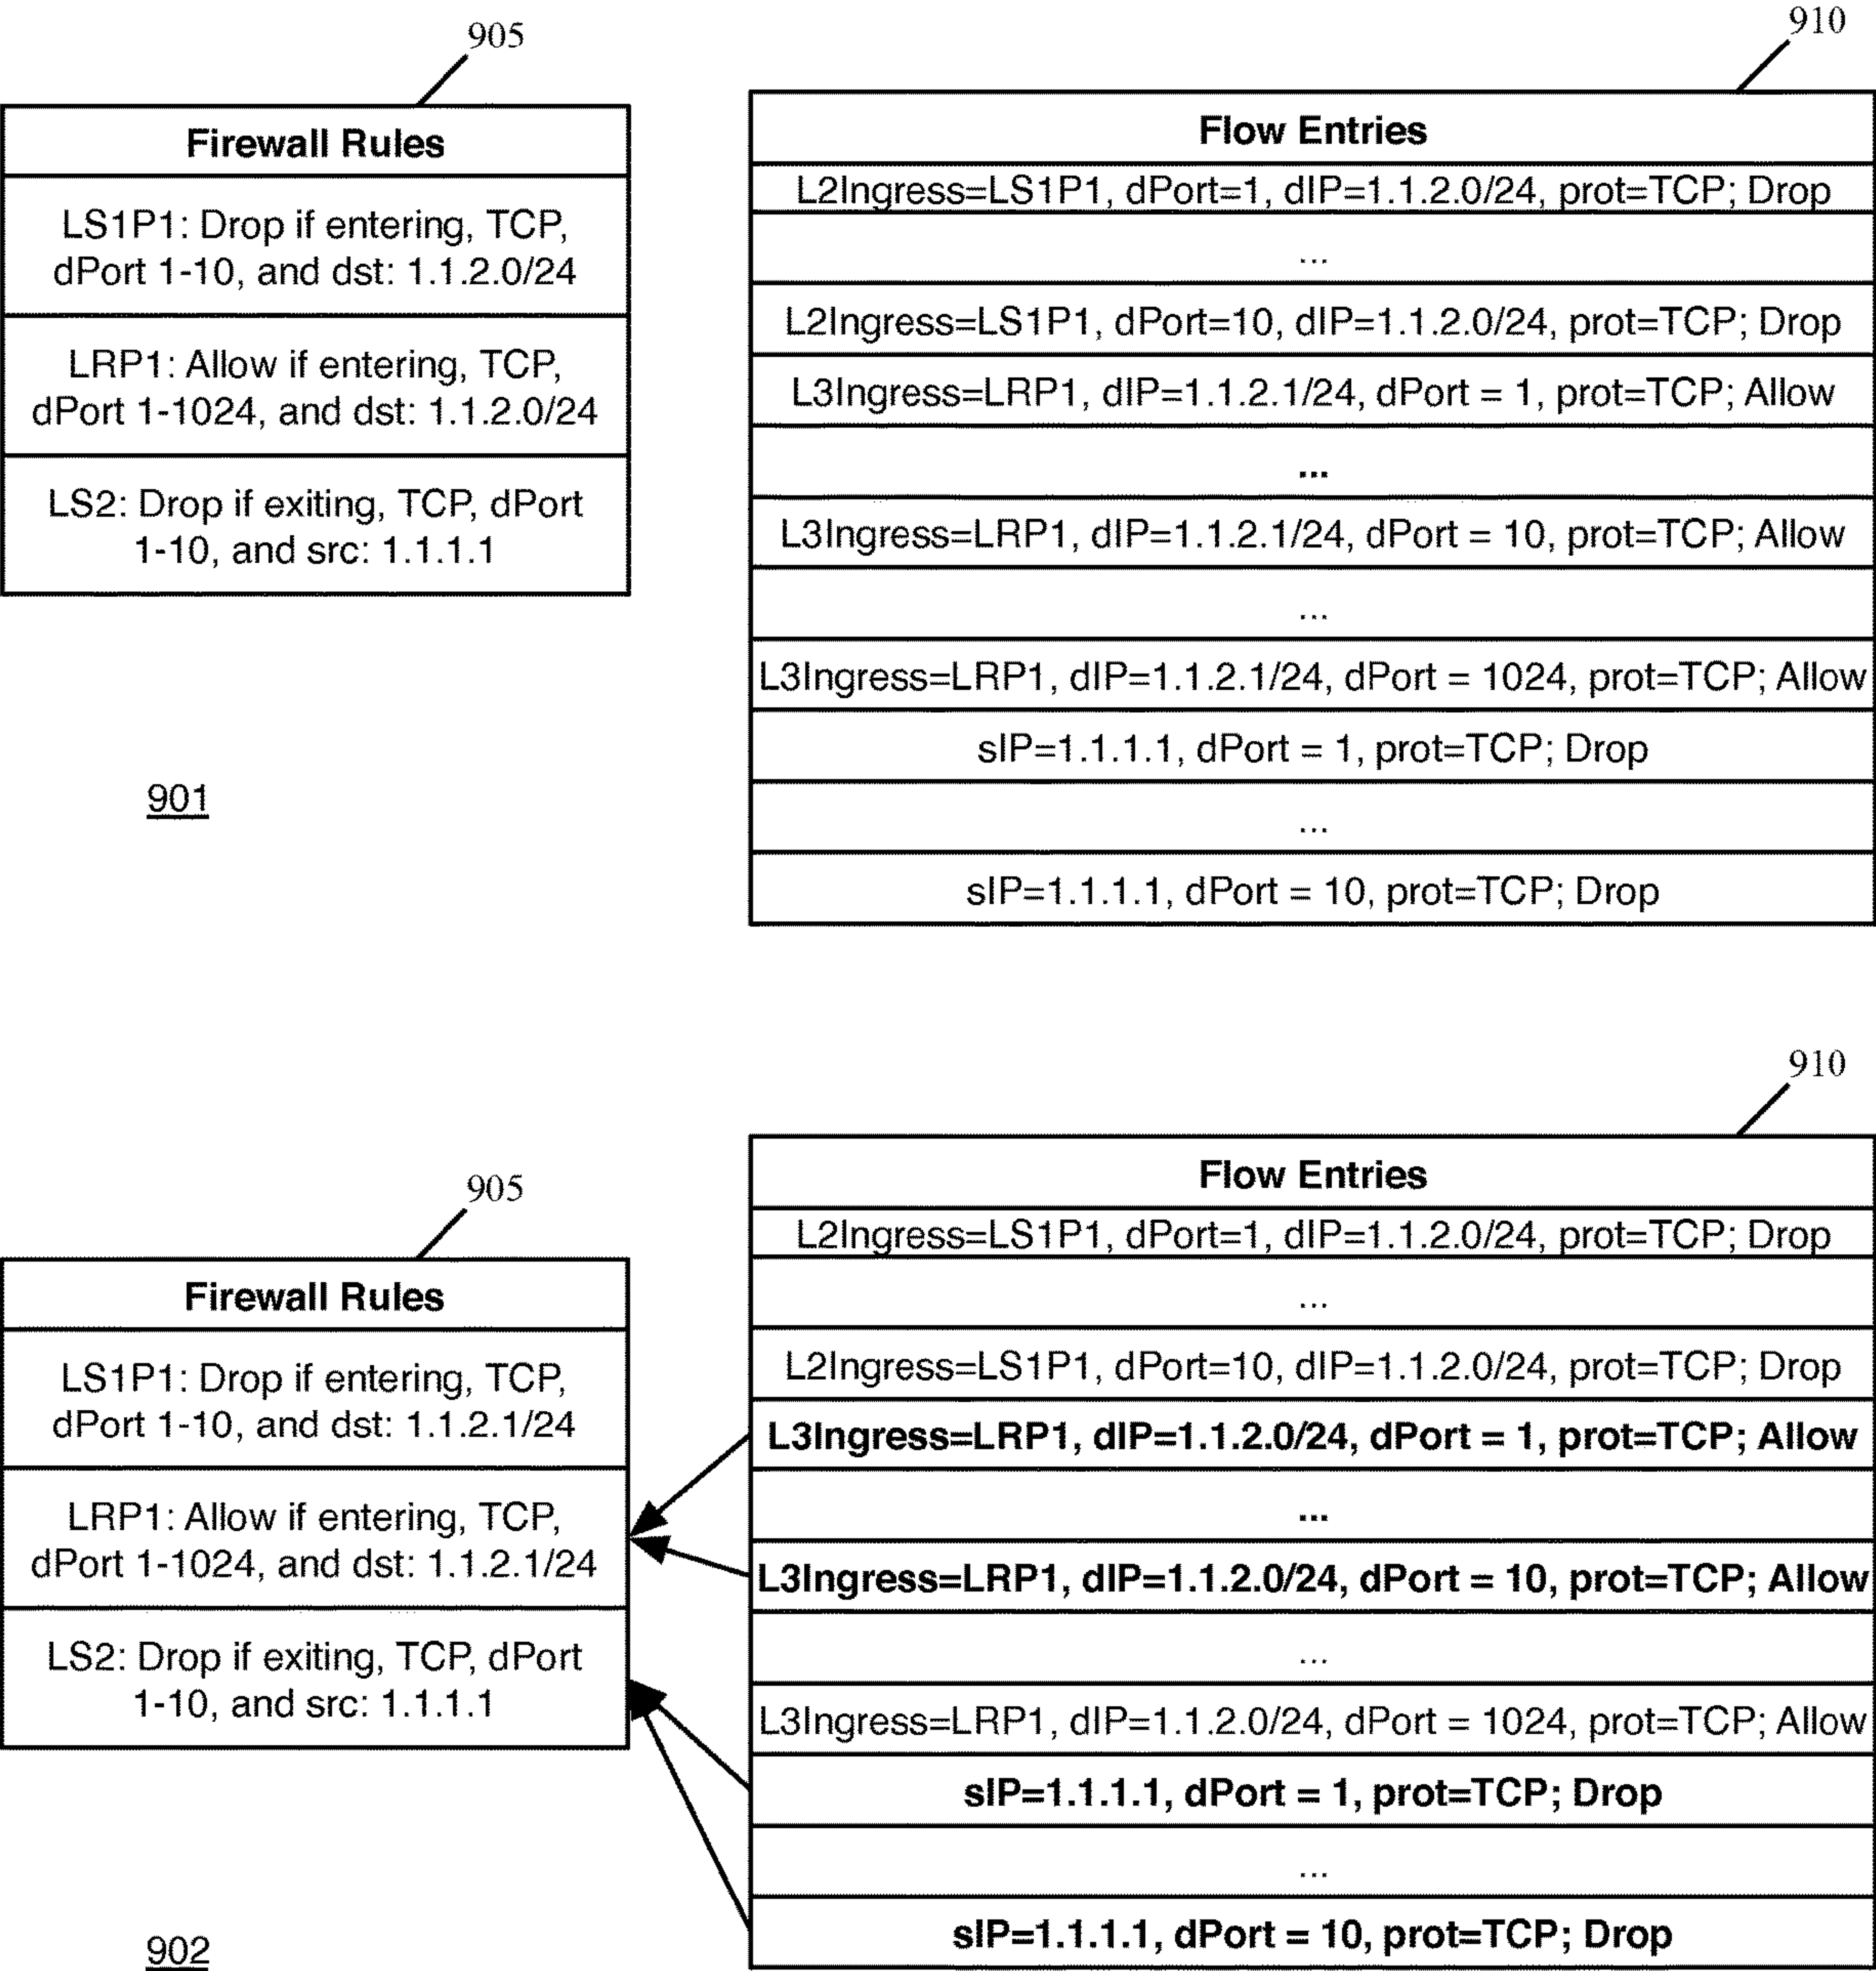 905
Firewall Rules
LS1P1: Drop if entering, TCP,
dPort 1-10, and dst: 1.1.2.0/24
LRP1: Allow if entering, TCP,
dPort 1-1024, and dst: 1.1.2.0/24
LS2: Drop if exiting, TCP, dPort
1-10, and src: 1.1.1.1
901
910
Flow Entries
L2Ingress=LS1P1, dPort=1, dIP=1.1.2.0/24, prot=TCP; Drop
...
L2Ingress=LS1P1, dPort=10, dIP=1.1.2.0/24, prot=TCP; Drop
L3Ingress=LRP1, dIP=1.1.2.1/24, dPort = 1, prot=TCP; Allow
...
L3Ingress=LRP1, dIP=1.1.2.1/24, dPort = 10, prot=TCP; Allow
...
L3Ingress=LRP1, dIP=1.1.2.1/24, dPort = 1024, prot=TCP; Allow
sIP=1.1.1.1, dPort = 1, prot=TCP; Drop
...
sIP=1.1.1.1, dPort = 10, prot=TCP; Drop
905
Firewall Rules
LS1P1: Drop if entering, TCP,
dPort 1-10, and dst: 1.1.2.1/24
LRP1: Allow if entering, TCP,
dPort 1-1024, and dst: 1.1.2.1/24
LS2: Drop if exiting, TCP, dPort
1-10, and src: 1.1.1.1
902
910
Flow Entries
L2Ingress=LS1P1, dPort=1, dIP=1.1.2.0/24, prot=TCP; Drop
...
L2Ingress=LS1P1, dPort=10, dIP=1.1.2.0/24, prot=TCP; Drop
L3Ingress=LRP1, dIP=1.1.2.0/24, dPort = 1, prot=TCP; Allow
...
L3Ingress=LRP1, dIP=1.1.2.0/24, dPort = 10, prot=TCP; Allow
...
L3Ingress=LRP1, dIP=1.1.2.0/24, dPort = 1024, prot=TCP; Allow
sIP=1.1.1.1, dPort = 1, prot=TCP; Drop
...
sIP=1.1.1.1, dPort = 10, prot=TCP; Drop